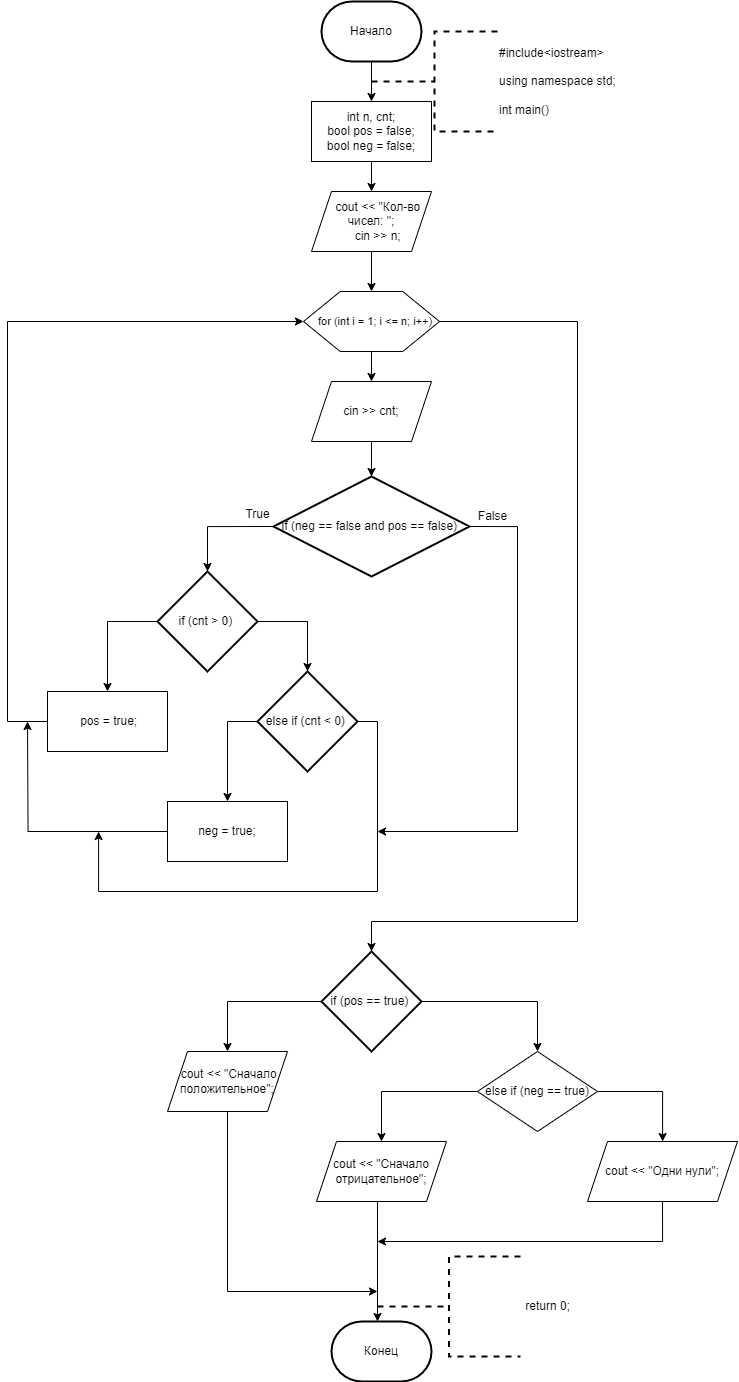 Начало
#include<iostream>
using namespace std;
int main()
int n, cnt;
bool pos = false;
bool neg = false;
cout << "Кол-во
чисел: ";
cin >> n;
for (int i = 1; i <= n; i++)
cin >> cnt;
True
if (neg == false and pos == false)
False
if (cnt > 0)
pos = true;
else if (cnt < 0)
neg = true;
if (pos == true)
cout << "Сначало
положительное";
else if (neg == true)
cout << "Сначало
отрицательное";
cout << "Одни нули";
return 0;
Конец